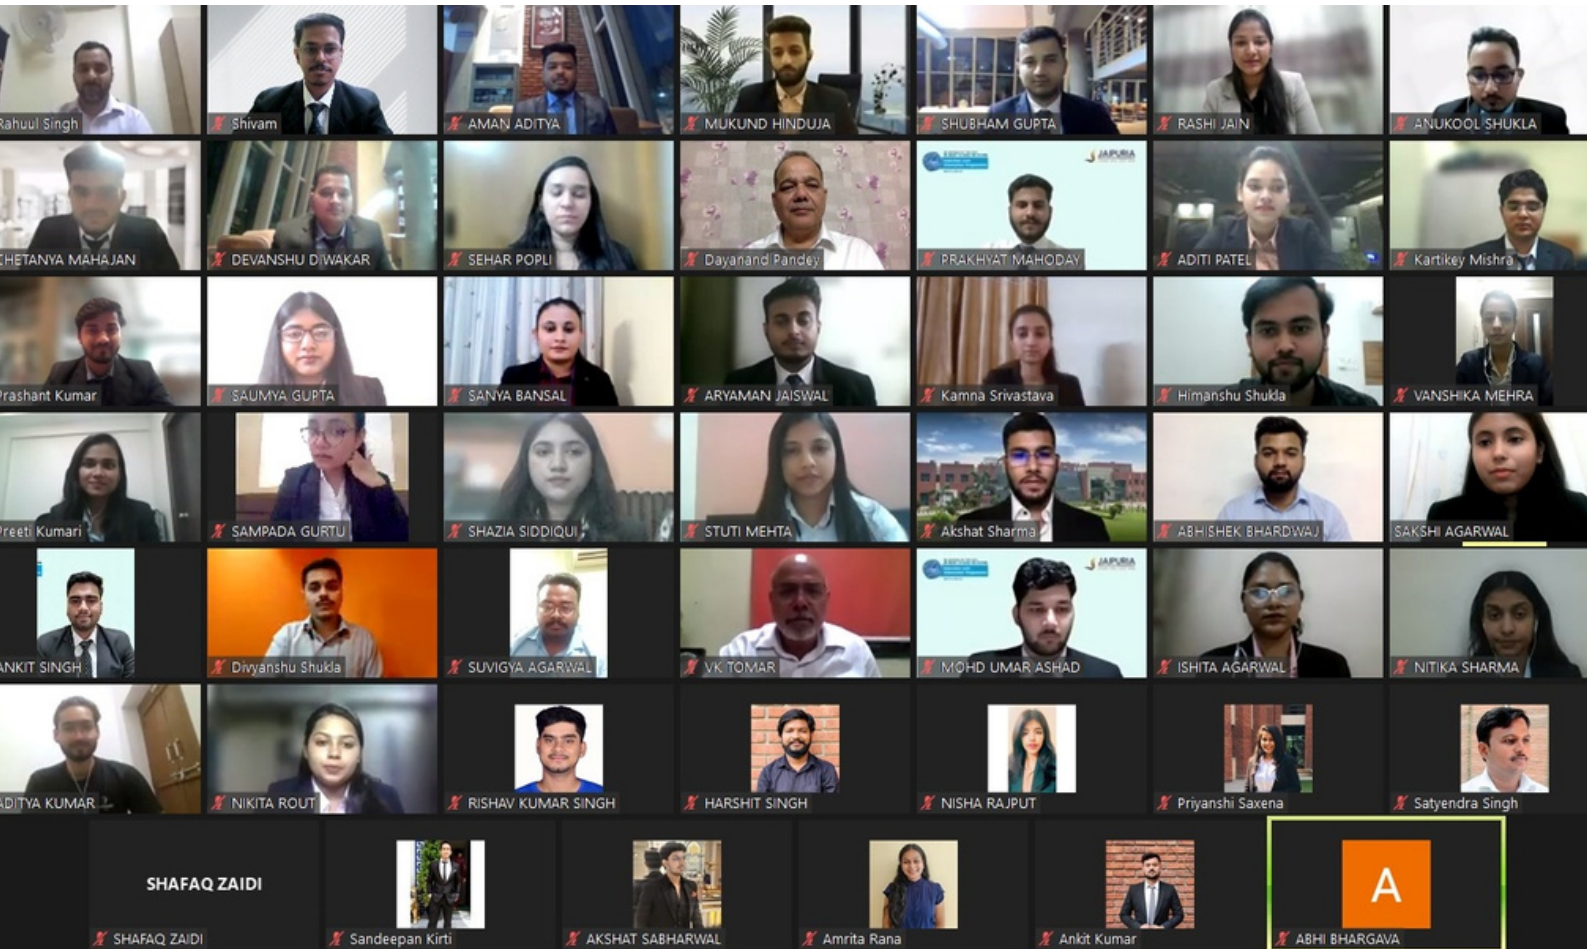 Rahuul Singh
Shivam
AMAN ADITYA
MUKUND HINDUJA
SHUBHAM GUPTA
RASHI JAIN
ANUKOOL SHUKLA
CHETANYA MAHAJAN
DEVANSHU DIWAKAR
SEHAR POPLI
Dayanand Pandey
JAIPURIA
PRAKHYAT MAHODAY
ADITI PATEL
Kartikey Mishra
Prashant Kumar
SAUMYA GUPTA
SANYA BANSAL
ARYAMAN JAISWAL
Kamna Srivastava
Himanshu Shukla
VANSHIKA MEHRA
Preeti Kumari
SAMPADA GURTU
SHAZIA SIDDIQUI
STUTI MEHTA
Akshat Sharma
ABHISHEK BHARDWAJ
SAKSHI AGARWAL
ANKIT SINGH
Divyanshu Shukla
SUVIGYA AGARWAL
VK TOMAR
JAIPURIA
MOHD UMAR ASHAD
ISHITA AGARWAL
NITIKA SHARMA
ADITYA KUMAR
NIKITA ROUT
RISHAV KUMAR SINGH
HARSHIT SINGH
NISHA RAJPUT
Priyanshi Saxena
Satyendra Singh
SHAFAQ ZAIDI
SHAFAQ ZAIDI
Sandeepan Kirti
AKSHAT SABHARWAL
Amrita Rana
Ankit Kumar
A
ABHI BHARGAVA